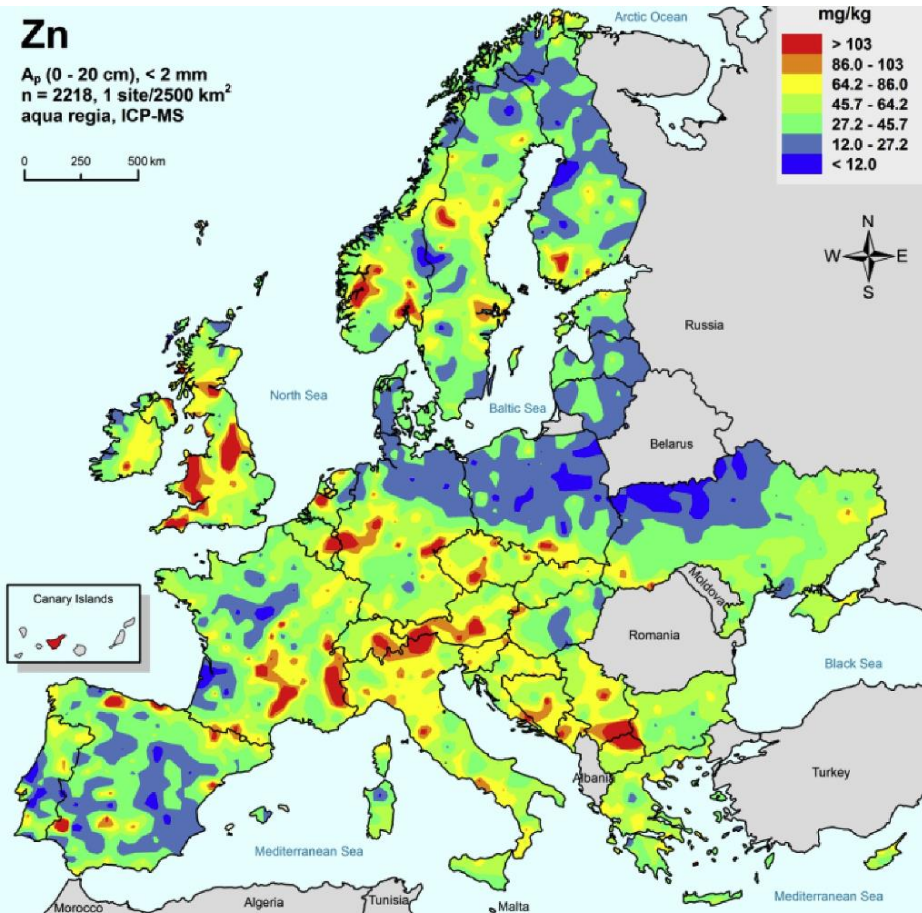 Zn
Aₚ (0 - 20 cm), < 2 mm
n = 2218, 1 site/2500 km²
aqua regia, ICP-MS
0 250 500 km
Arctic Ocean
mg/kg
> 103
86.0 - 103
64.2 - 86.0
45.7 - 64.2
27.2 - 45.7
12.0 - 27.2
< 12.0
N
W E
S
Russia
North Sea
Baltic Sea
Belarus
Canary Islands
Moldova
Romania
Black Sea
Albania
Turkey
Mediterranean Sea
Mediterranean Sea
Morocco
Algeria
Tunisia
Malta